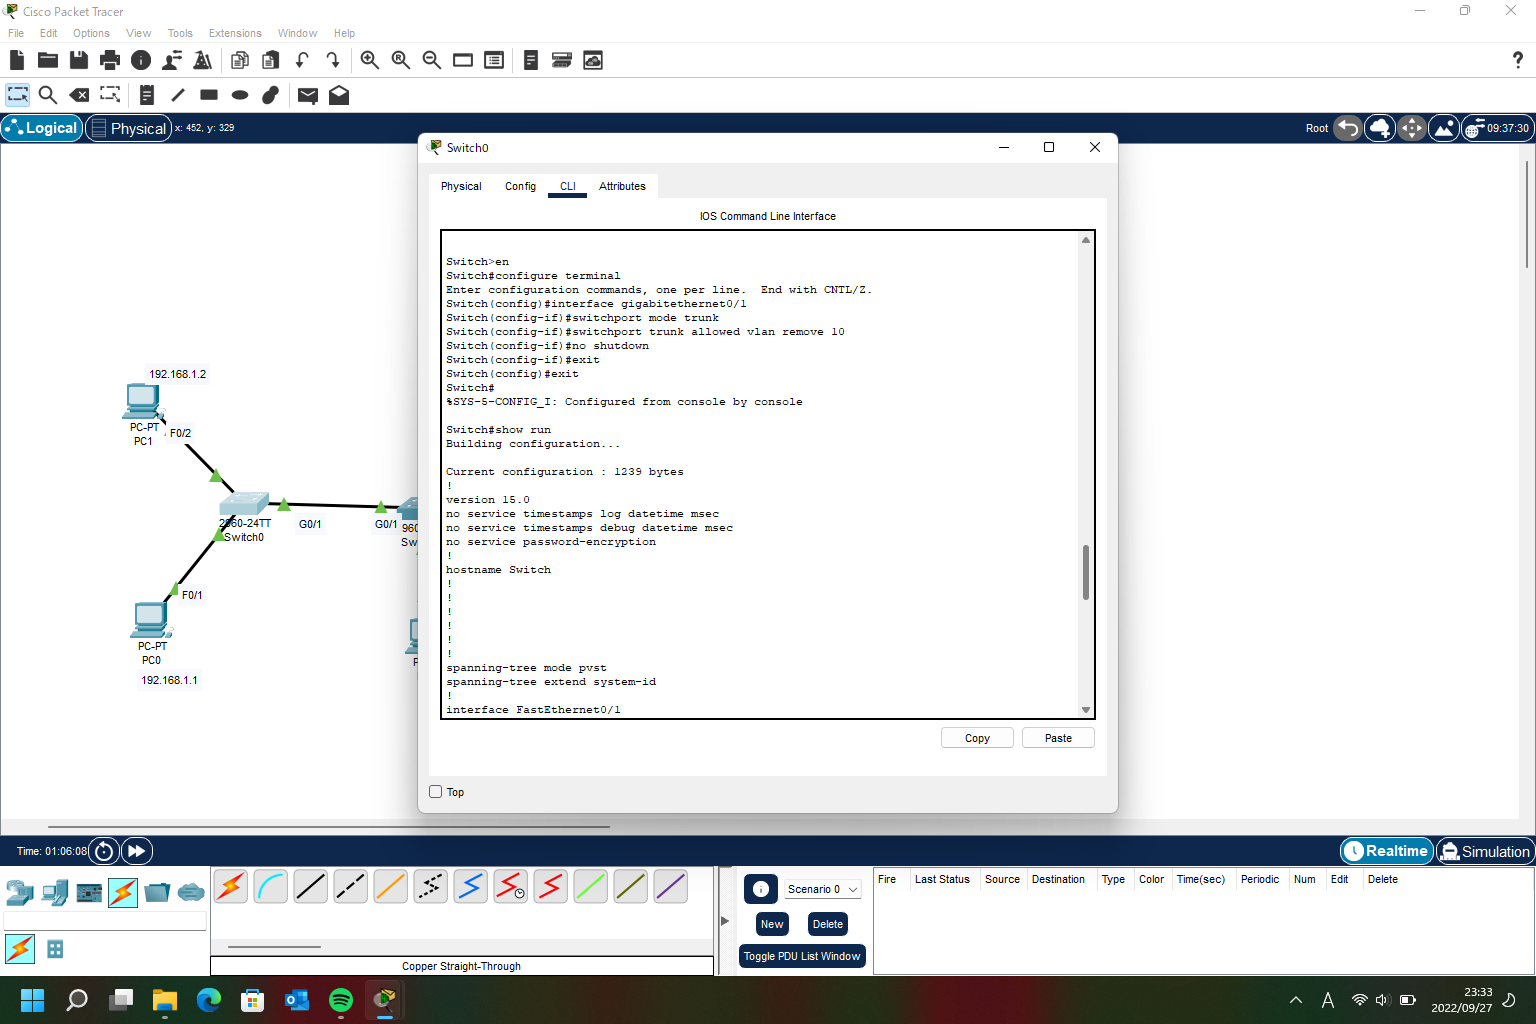 Cisco Packet Tracer
File Edit Options View Tools Extensions Window Help
Logical Physical x: 452, y: 329 Root 09:37:30
Switch0
Physical Config CLI Attributes
IOS Command Line Interface
Switch>en
Switch#configure terminal
Enter configuration commands, one per line.  End with CNTL/Z.
Switch(config)#interface gigabitethernet0/1
Switch(config-if)#switchport mode trunk
Switch(config-if)#switchport trunk allowed vlan remove 10
Switch(config-if)#no shutdown
Switch(config-if)#exit
Switch(config)#exit
Switch#
%SYS-5-CONFIG_I: Configured from console by console
Switch#show run
Building configuration...
Current configuration : 1239 bytes
!
version 15.0
no service timestamps log datetime msec
no service timestamps debug datetime msec
no service password-encryption
!
hostname Switch
!
!
!
!
!
!
spanning-tree mode pvst
spanning-tree extend system-id
!
interface FastEthernet0/1
Copy Paste
Top
192.168.1.2
PC-PT
PC1
F0/2
2960-24TT
Switch0
G0/1
G0/1
960
Sw
F0/1
PC-PT
PC0
192.168.1.1
P
Time: 01:06:08 Realtime Simulation
Scenario 0
New Delete
Toggle PDU List Window
Fire Last Status Source Destination Type Color Time(sec) Periodic Num Edit Delete
Copper Straight-Through
A
23:33
2022/09/27